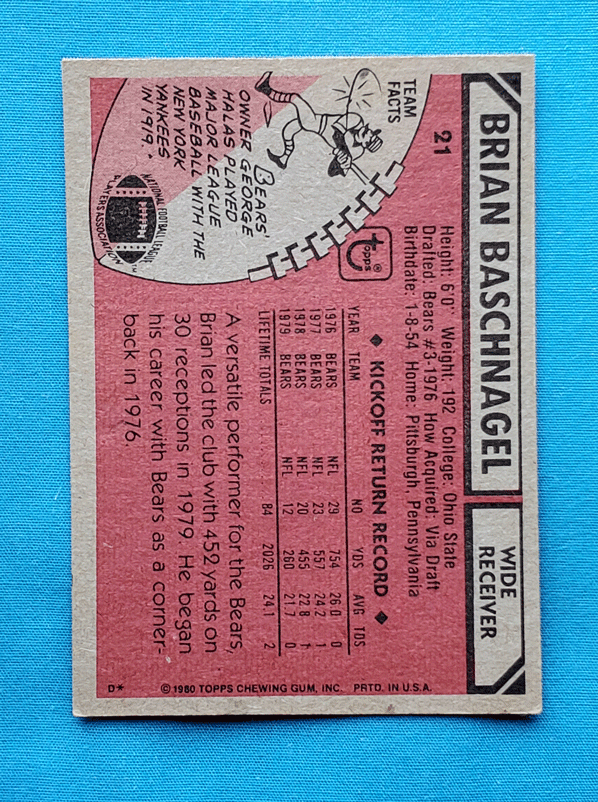 21
BRIAN BASCHNAGEL
WIDE
RECEIVER
Height: 6'0" Weight: 192 College: Ohio State
Drafted: Bears #3-1976 How Acquired: Via Draft
Birthdate: 1-8-54 Home: Pittsburgh, Pennsylvania
TEAM
FACTS
BEARS'
OWNER GEORGE
HALAS PLAYED
MAJOR LEAGUE
BASEBALL WITH THE
NEW YORK
YANKEES
IN 1919.
NATIONAL FOOTBALL LEAGUE
PLAYERS ASSOCIATION™
Topps®
◆ KICKOFF RETURN RECORD ◆
YEAR TEAM NO YDS AVG TDS
1976 BEARS NFL 29 754 26.0 0
1977 BEARS NFL 23 557 24.2 1
1978 BEARS NFL 20 455 22.8 1
1979 BEARS NFL 12 260 21.7 0
LIFETIME TOTALS 84 2026 24.1 2
A versatile performer for the Bears,
Brian led the club with 452 yards on
30 receptions in 1979. He began
his career with Bears as a corner-
back in 1976.
D* © 1980 TOPPS CHEWING GUM, INC. PRTD. IN U.S.A.